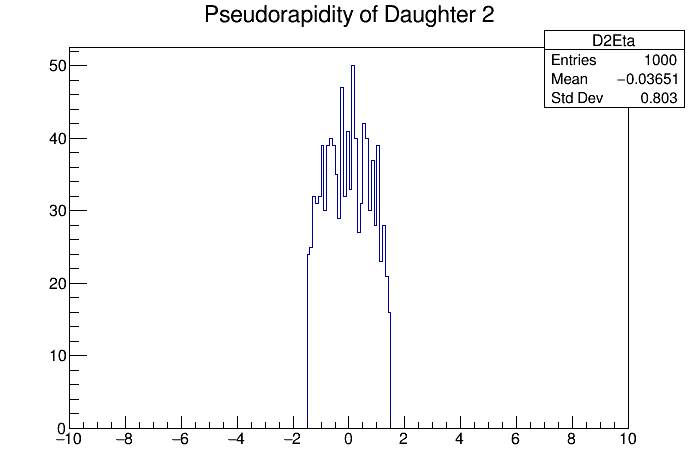 Pseudorapidity of Daughter 2
D2Eta
Entries 1000
Mean −0.03651
Std Dev 0.803
50
40
30
20
10
0
−10 −8 −6 −4 −2 0 2 4 6 8 10